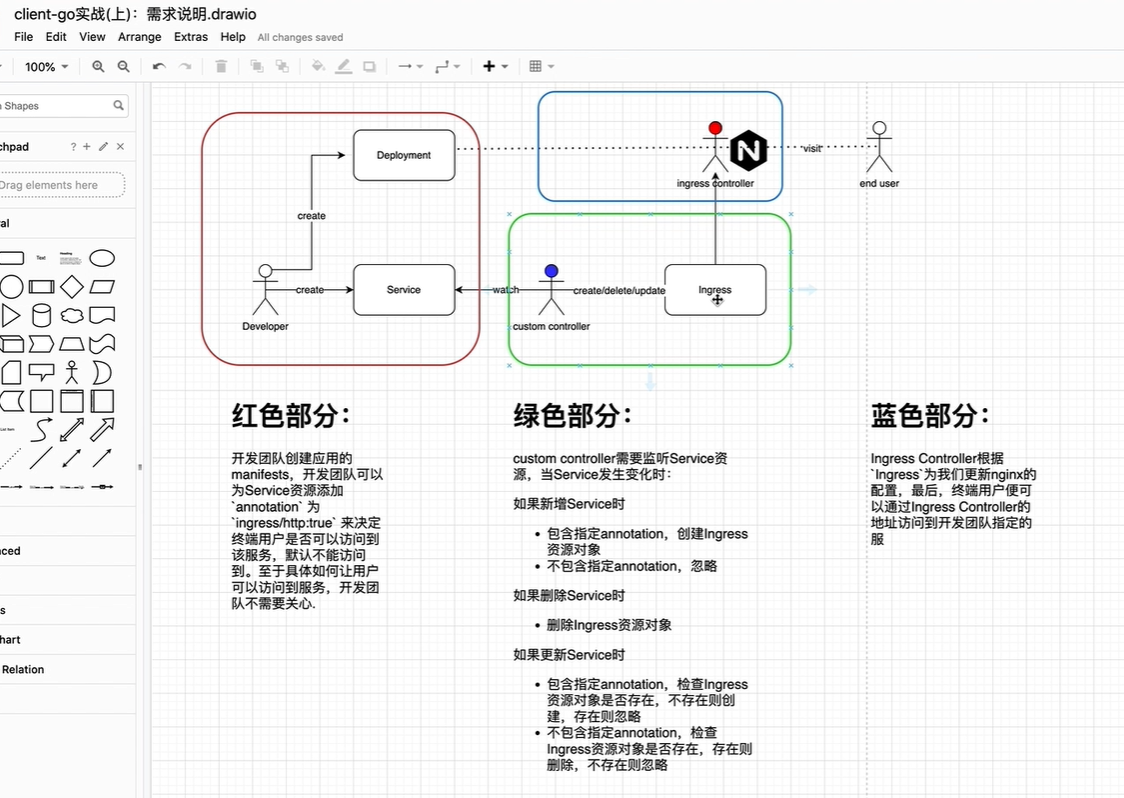 client-go实战(上)：需求说明.drawio
File Edit View Arrange Extras Help All changes saved
100%
Shapes
chpad ?
Drag elements here
al
Text
Heading
List Item
ced
s
hart
Relation
Deployment
visit
ingress controller
end user
create
create
Service
watch
create/delete/update
Ingress
Developer
custom controller
红色部分：
开发团队创建应用的
manifests，开发团队可以
为Service资源添加
`annotation` 为
`ingress/http:true` 来决定
终端用户是否可以访问到
该服务，默认不能访问
到。至于具体如何让用户
可以访问到服务，开发团
队不需要关心.
绿色部分：
custom controller需要监听Service资
源，当Service发生变化时：
如果新增Service时
• 包含指定annotation，创建Ingress
资源对象
• 不包含指定annotation，忽略
如果删除Service时
• 删除Ingress资源对象
如果更新Service时
• 包含指定annotation，检查Ingress
资源对象是否存在，不存在则创
建，存在则忽略
• 不包含指定annotation，检查
Ingress资源对象是否存在，存在则
删除，不存在则忽略
蓝色部分：
Ingress Controller根据
`Ingress`为我们更新nginx的
配置，最后，终端用户便可
以通过Ingress Controller的
地址访问到开发团队指定的
服